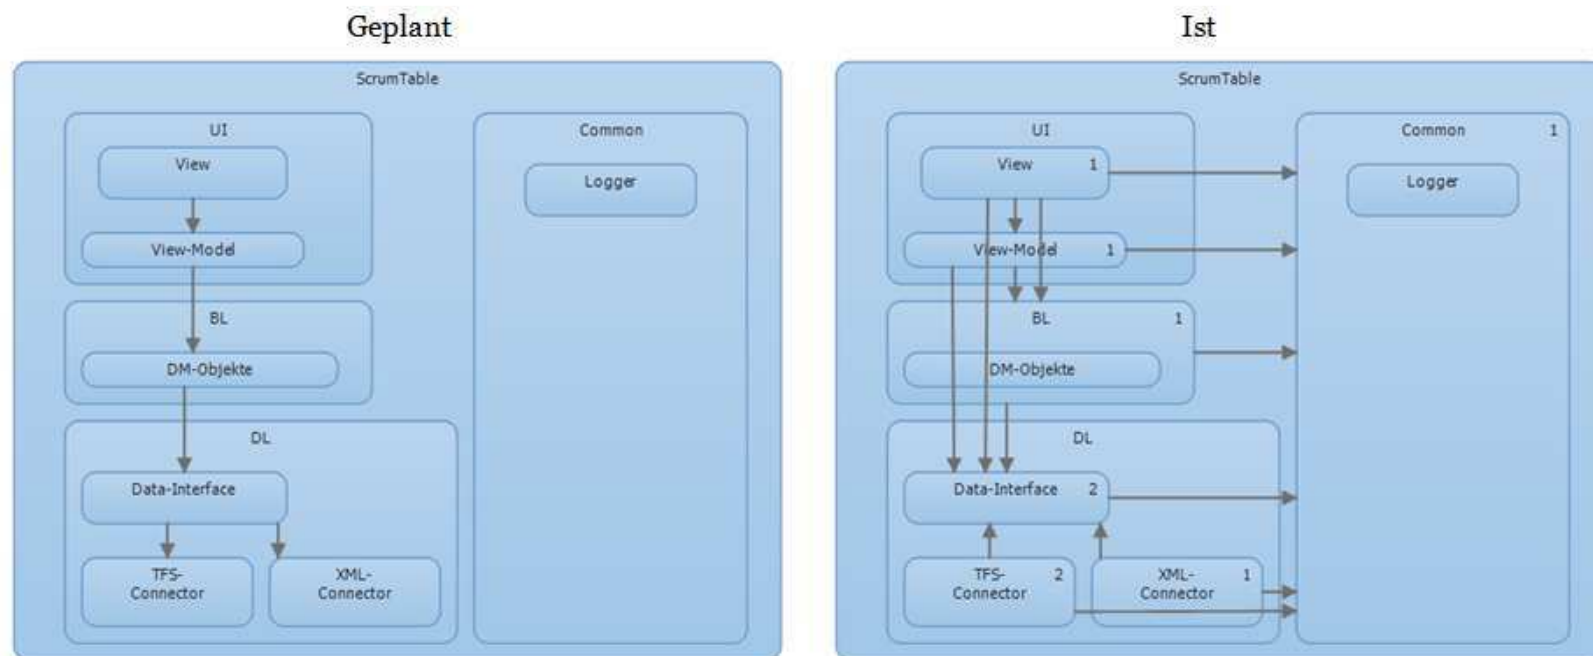 Geplant
ScrumTable
UI
View
View-Model
BL
DM-Objekte
DL
Data-Interface
TFS-
Connector
XML-
Connector
Common
Logger
Ist
ScrumTable
UI
View 1
View-Model 1
BL 1
DM-Objekte
DL
Data-Interface 2
TFS- 2
Connector
XML- 1
Connector
Common 1
Logger